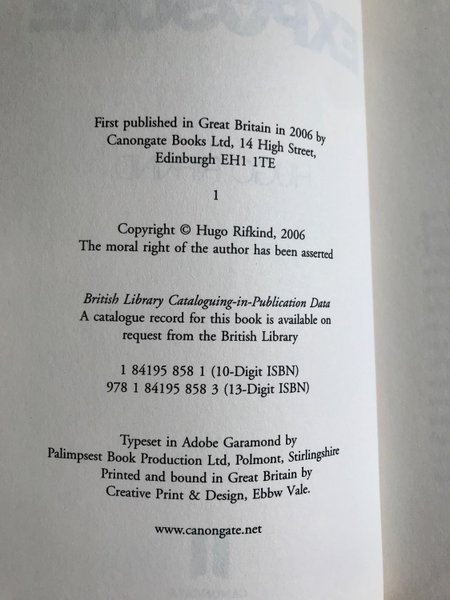 First published in Great Britain in 2006 by
Canongate Books Ltd, 14 High Street,
Edinburgh EH1 1TE
1
Copyright © Hugo Rifkind, 2006
The moral right of the author has been asserted
British Library Cataloguing-in-Publication Data
A catalogue record for this book is available on
request from the British Library
1 84195 858 1 (10-Digit ISBN)
978 1 84195 858 3 (13-Digit ISBN)
Typeset in Adobe Garamond by
Palimpsest Book Production Ltd, Polmont, Stirlingshire
Printed and bound in Great Britain by
Creative Print & Design, Ebbw Vale.
www.canongate.net